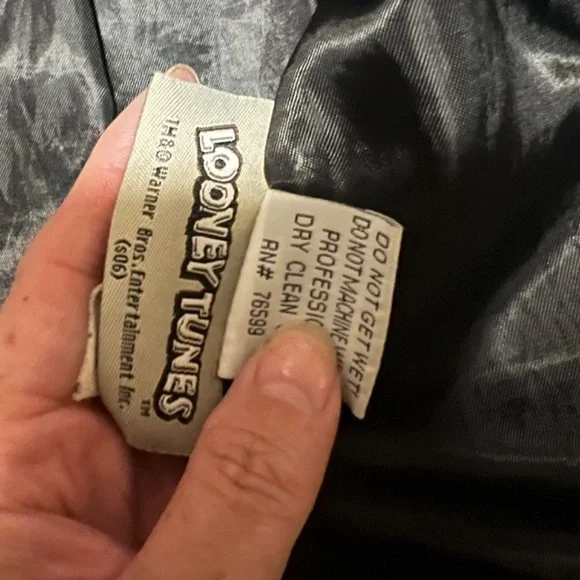 LOONEY TUNES
TM
TM&© Warner Bros. Entertainment Inc.
(s06)
DO NOT GET WET!
DO NOT MACHINE
DRY CLEAN
RN# 76599